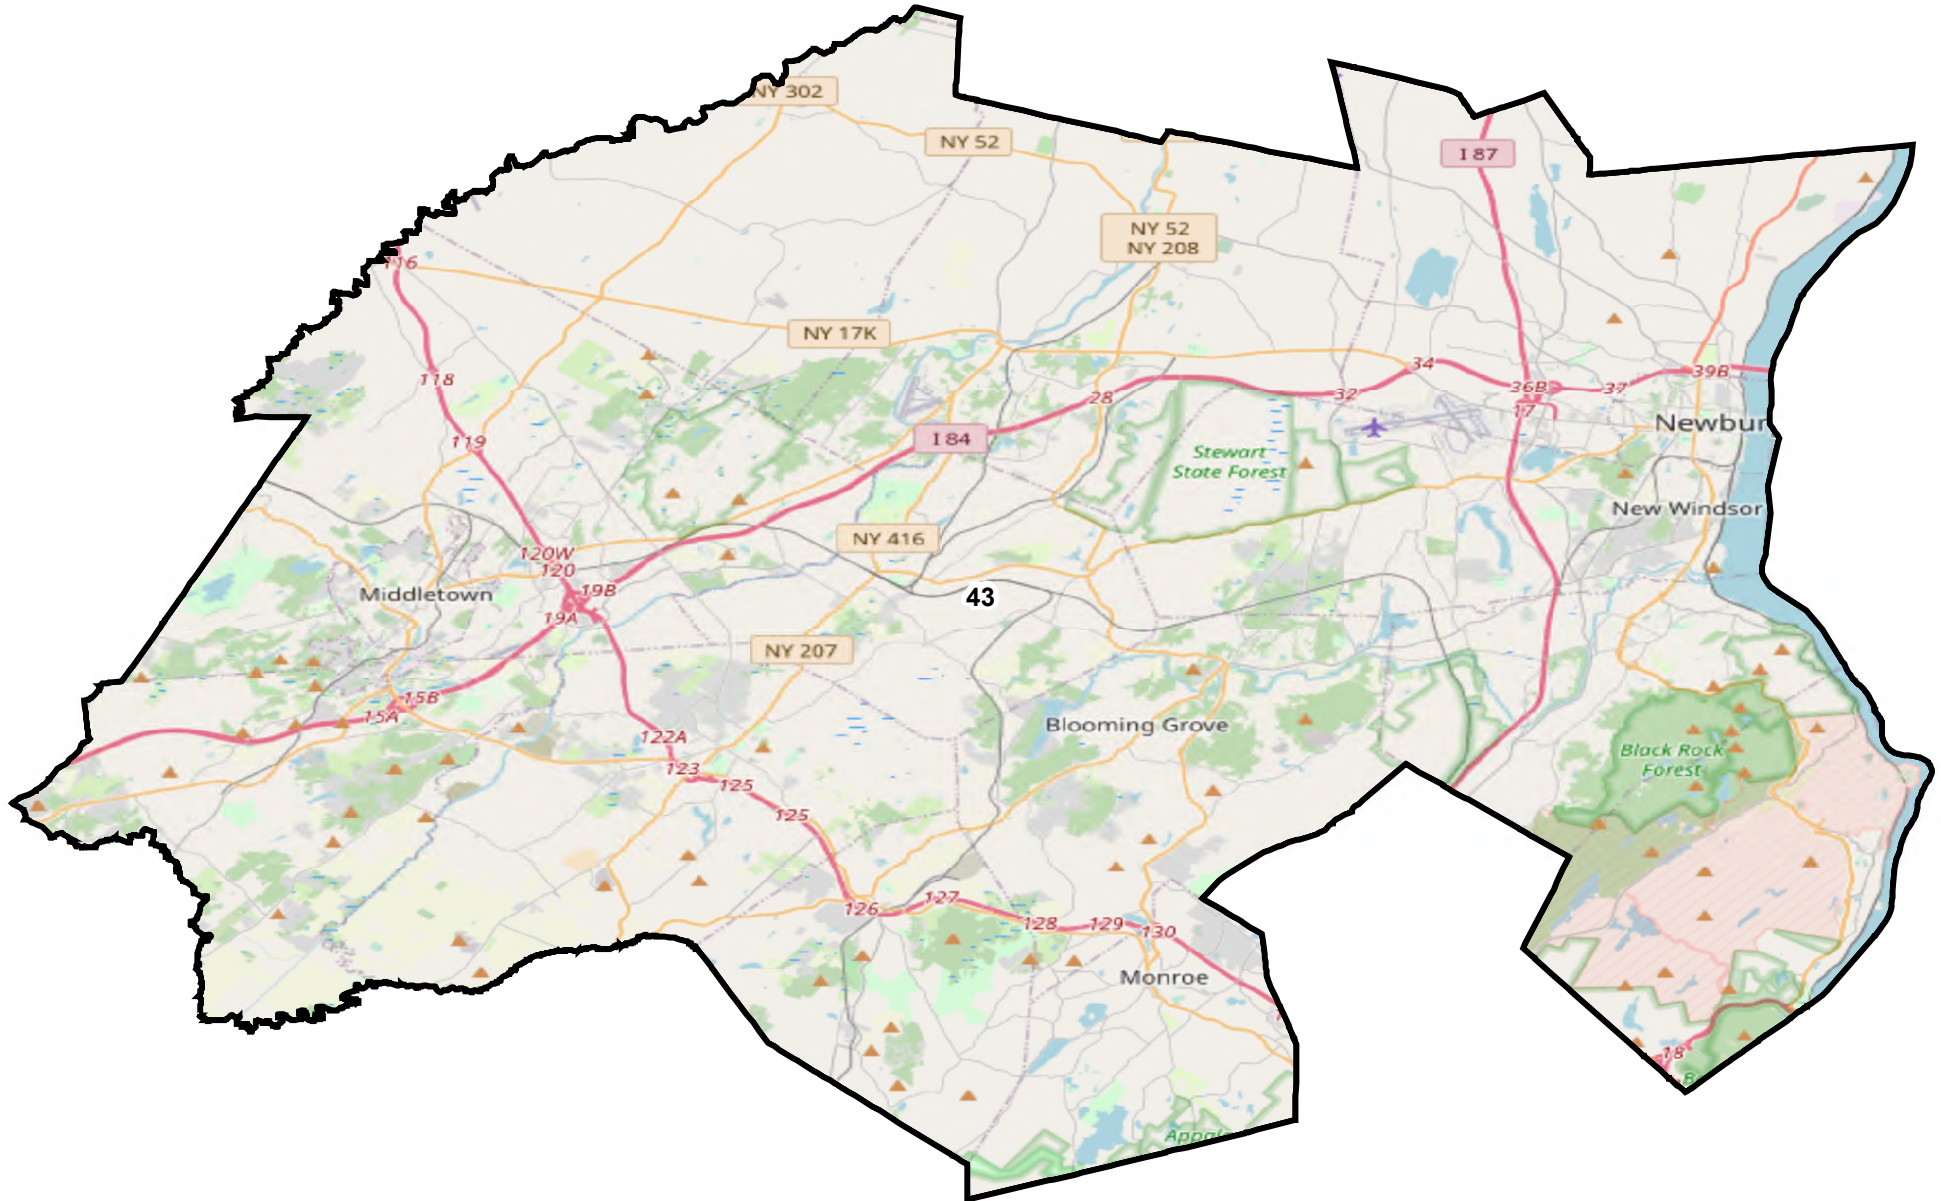 NY 302
NY 52
I 87
NY 52
NY 208
116
NY 17K
34
118
28
32
36B
37
39B
17
Newbur
119
I 84
Stewart
State Forest
New Windsor
NY 416
120W
120
19B
Middletown
43
19A
NY 207
15B
15A
Blooming Grove
122A
Black Rock
Forest
123
125
125
127
126
128
129
130
Monroe
18
B
Appala